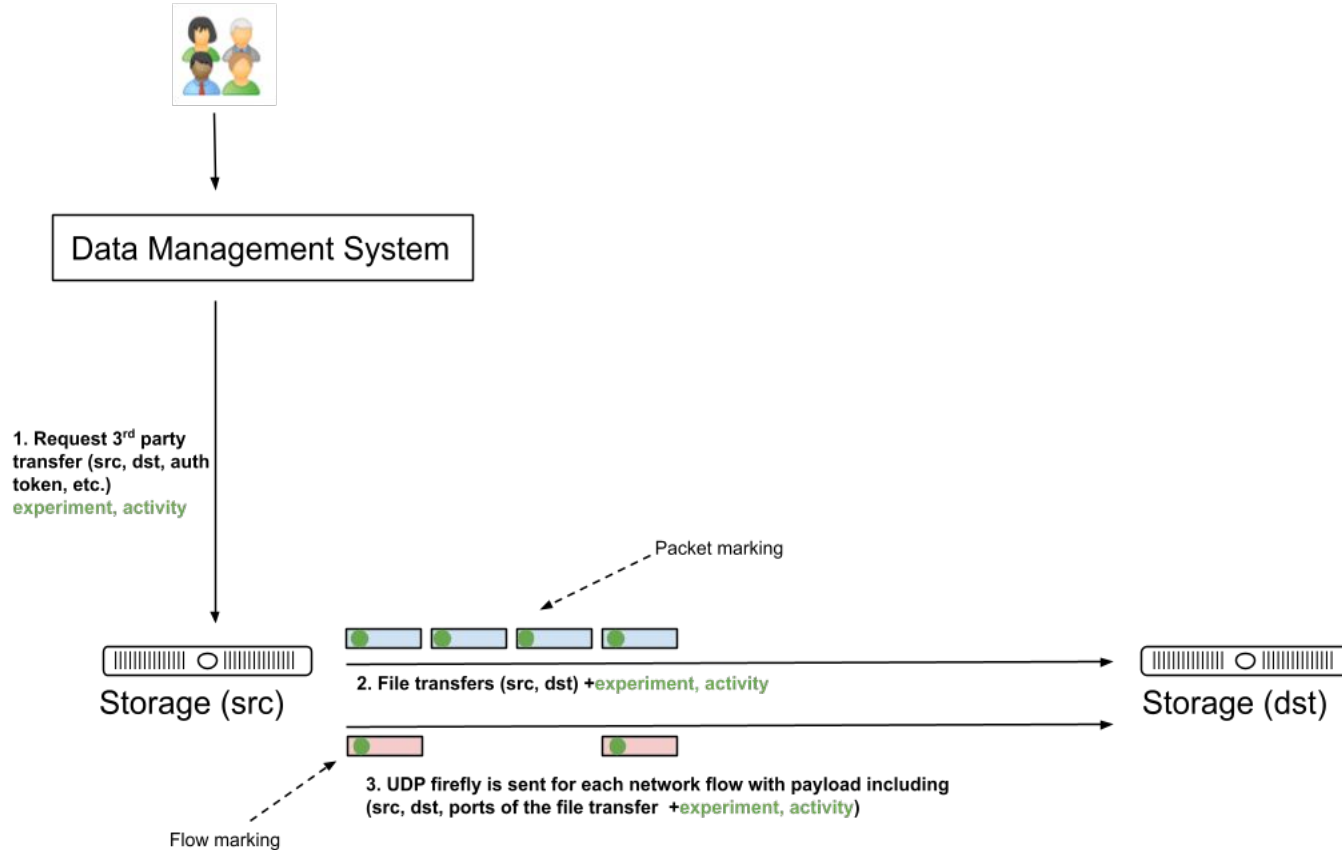 Data Management System
1. Request 3rd party
transfer (src, dst, auth
token, etc.)
experiment, activity
Packet marking
Storage (src)
2. File transfers (src, dst) +experiment, activity
Storage (dst)
3. UDP firefly is sent for each network flow with payload including
(src, dst, ports of the file transfer +experiment, activity)
Flow marking